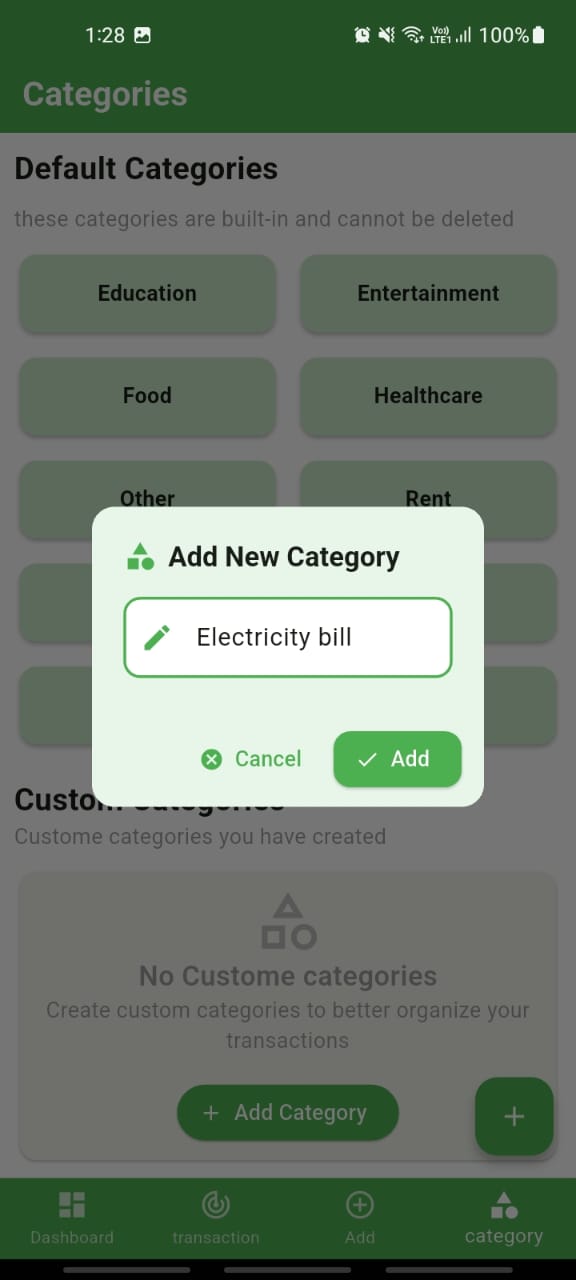 1:28 Vo)) LTE1 100%
Categories
Default Categories
these categories are built-in and cannot be deleted
Education Entertainment
Food Healthcare
Other Rent
Add New Category
Electricity bill
Cancel Add
Custom Categories
Custome categories you have created
No Custome categories
Create custom categories to better organize your
transactions
+ Add Category +
Dashboard transaction Add category